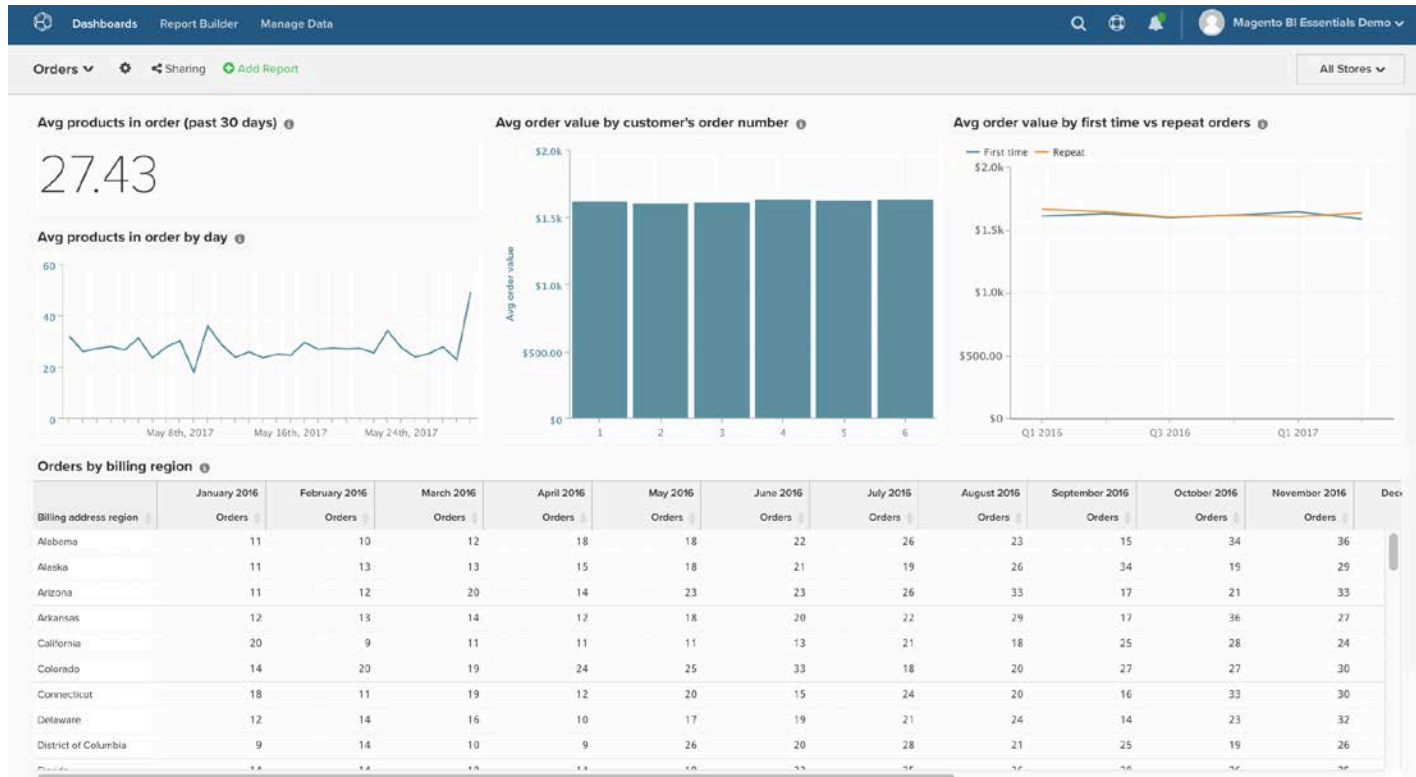 Dashboards Report Builder Manage Data Magento BI Essentials Demo
Orders Sharing Add Report All Stores
Avg products in order (past 30 days)
27.43
Avg products in order by day
60
40
20
0
May 8th, 2017 May 16th, 2017 May 24th, 2017
Avg order value by customer's order number
$2.0k
$1.5k
$1.0k
$500.00
$0
Avg order value
1 2 3 4 5 6
Avg order value by first time vs repeat orders
First time Repeat
$2.0k
$1.5k
$1.0k
$500.00
$0
Q1 2016 Q3 2016 Q1 2017
Orders by billing region
January 2016 February 2016 March 2016 April 2016 May 2016 June 2016 July 2016 August 2016 September 2016 October 2016 November 2016
Billing address region Orders Orders Orders Orders Orders Orders Orders Orders Orders Orders Orders
Alabama 11 10 12 18 18 22 26 23 15 34 36
Alaska 11 13 13 15 18 21 19 26 34 19 29
Arizona 11 12 20 14 23 23 26 33 17 21 33
Arkansas 12 13 14 12 18 20 22 29 17 36 27
California 20 9 11 11 11 13 21 18 25 28 24
Colorado 14 20 19 24 25 33 18 20 27 27 30
Connecticut 18 11 19 12 20 15 24 20 16 33 30
Delaware 12 14 16 10 17 19 21 24 14 23 32
District of Columbia 9 14 10 9 26 20 28 21 25 19 26